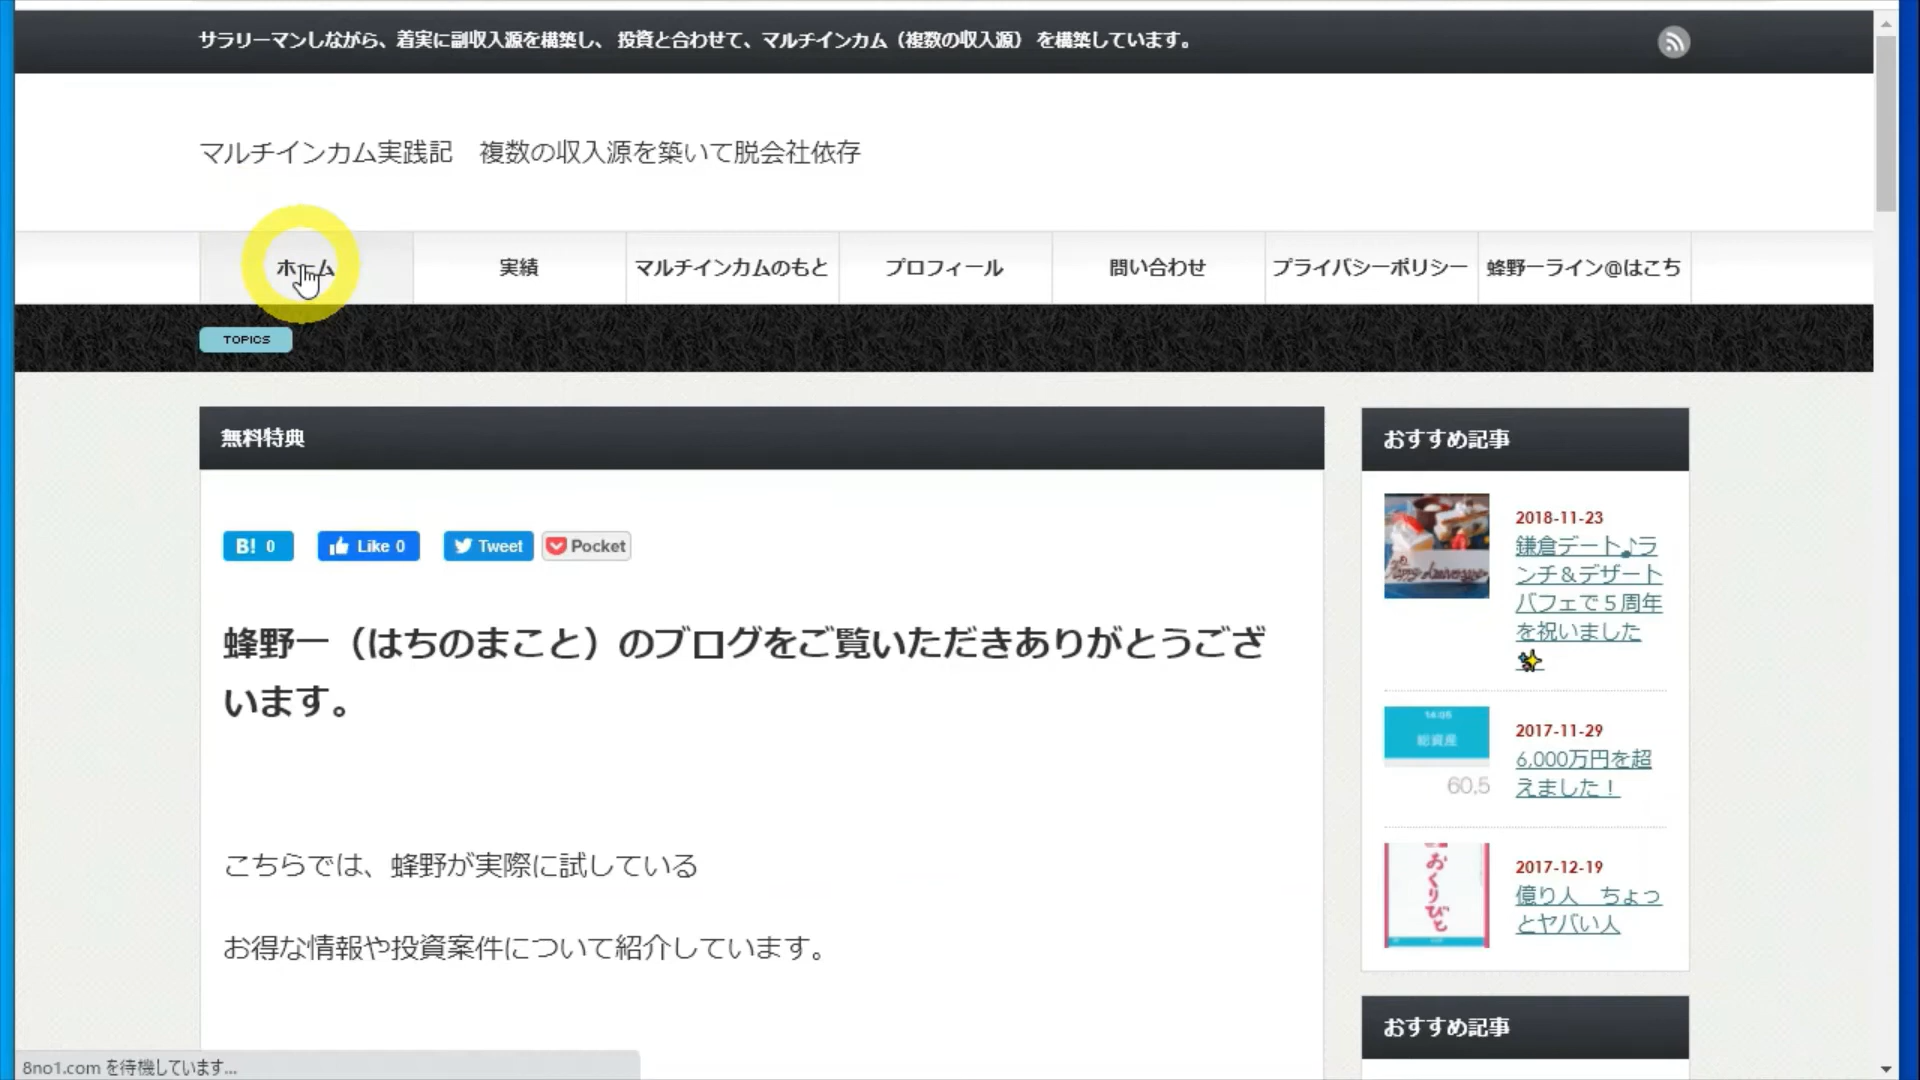 サラリーマンしながら、着実に副収入源を構築し、 投資と合わせて、マルチインカム（複数の収入源） を構築しています。
マルチインカム実践記　複数の収入源を築いて脱会社依存
ホーム
実績
マルチインカムのもと
プロフィール
問い合わせ
プライバシーポリシー
蜂野一ライン@はこち
TOPICS
無料特典
B! 0
Like 0
Tweet
Pocket
蜂野一（はちのまこと）のブログをご覧いただきありがとうござ
います。
こちらでは、蜂野が実際に試している
お得な情報や投資案件について紹介しています。
おすすめ記事
2018-11-23
鎌倉デート♪ラ
ンチ＆デザート
バフェで５周年
を祝いました
14:05
総資産
60,5
2017-11-29
6,000万円を超
えました！
おくりびと
2017-12-19
億り人　ちょっ
とヤバい人
おすすめ記事
8no1.com を待機しています...